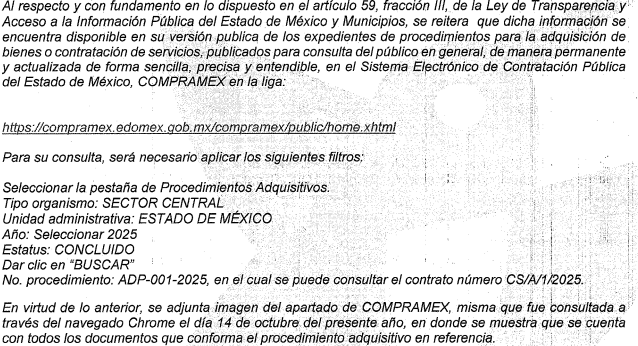 Al respecto y con fundamento en lo dispuesto en el artículo 59, fracción III, de la Ley de Transparencia y
Acceso a la Información Pública del Estado de México y Municipios, se reitera que dicha información se
encuentra disponible en su versión publica de los expedientes de procedimientos para la adquisición de
bienes o contratación de servicios, publicados para consulta del público en general, de manera permanente
y actualizada de forma sencilla, precisa y entendible, en el Sistema Electrónico de Contratación Pública
del Estado de México, COMPRAMEX en la liga:
https://compramex.edomex.gob.mx/compramex/public/home.xhtml
Para su consulta, será necesario aplicar los siguientes filtros:
Seleccionar la pestaña de Procedimientos Adquisitivos.
Tipo organismo: SECTOR CENTRAL
Unidad administrativa: ESTADO DE MÉXICO
Año: Seleccionar 2025
Estatus: CONCLUIDO
Dar clic en "BUSCAR"
No. procedimiento: ADP-001-2025, en el cual se puede consultar el contrato número CS/A/1/2025.
En virtud de lo anterior, se adjunta imagen del apartado de COMPRAMEX, misma que fue consultada a
través del navegado Chrome el día 14 de octubre del presente año, en donde se muestra que se cuenta
con todos los documentos que conforma el procedimiento adquisitivo en referencia.